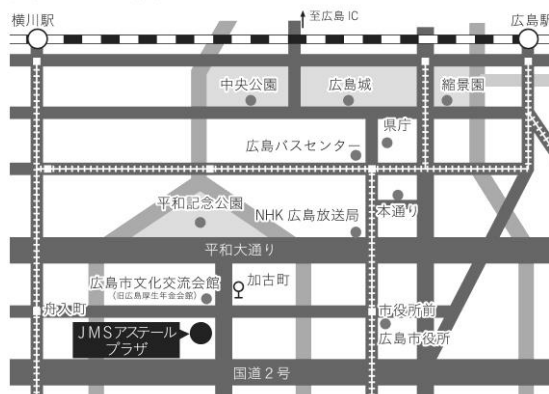 至広島IC
横川駅
広島駅
中央公園
広島城
縮景園
県庁
広島バスセンター
平和記念公園
本通り
NHK 広島放送局
平和大通り
広島市文化交流会館
(旧広島厚生年金会館)
加古町
舟入町
市役所前
JMSアステール
プラザ
広島市役所
国道2号